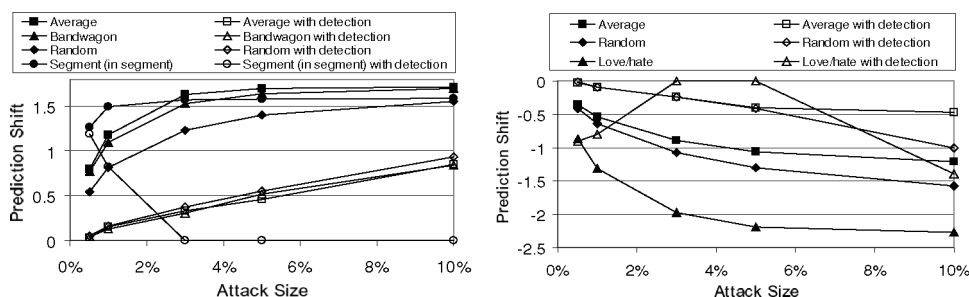 Average Average with detection
Bandwagon Bandwagon with detection
Random Random with detection
Segment (in segment) Segment (in segment) with detection
Prediction Shift
1.5
1
0.5
0
0% 2% 4% 6% 8% 10%
Attack Size
Average Average with detection
Random Random with detection
Love/hate Love/hate with detection
Prediction Shift
0
-0.5
-1
-1.5
-2
-2.5
0% 2% 4% 6% 8% 10%
Attack Size